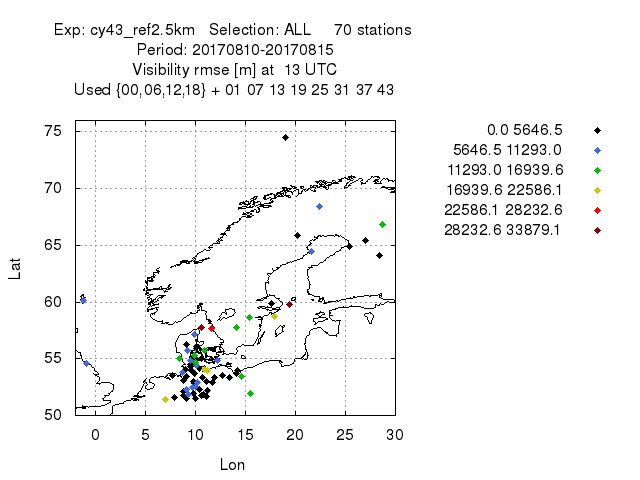 Exp: cy43_ref2.5km Selection: ALL 70 stations
Period: 20170810-20170815
Visibility rmse [m] at 13 UTC
Used {00,06,12,18} + 01 07 13 19 25 31 37 43
75
70
65
60
55
50
Lat
0 5 10 15 20 25 30
Lon
0.0 5646.5
5646.5 11293.0
11293.0 16939.6
16939.6 22586.1
22586.1 28232.6
28232.6 33879.1